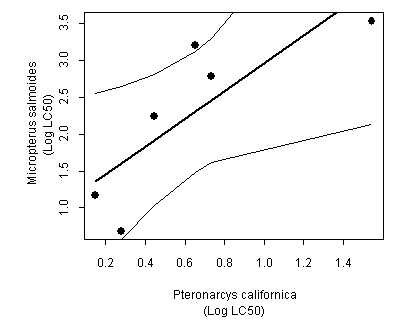 3.5
3.0
2.5
2.0
1.5
1.0
Micropterus salmoides
(Log LC50)
0.2 0.4 0.6 0.8 1.0 1.2 1.4
Pteronarcys californica
(Log LC50)